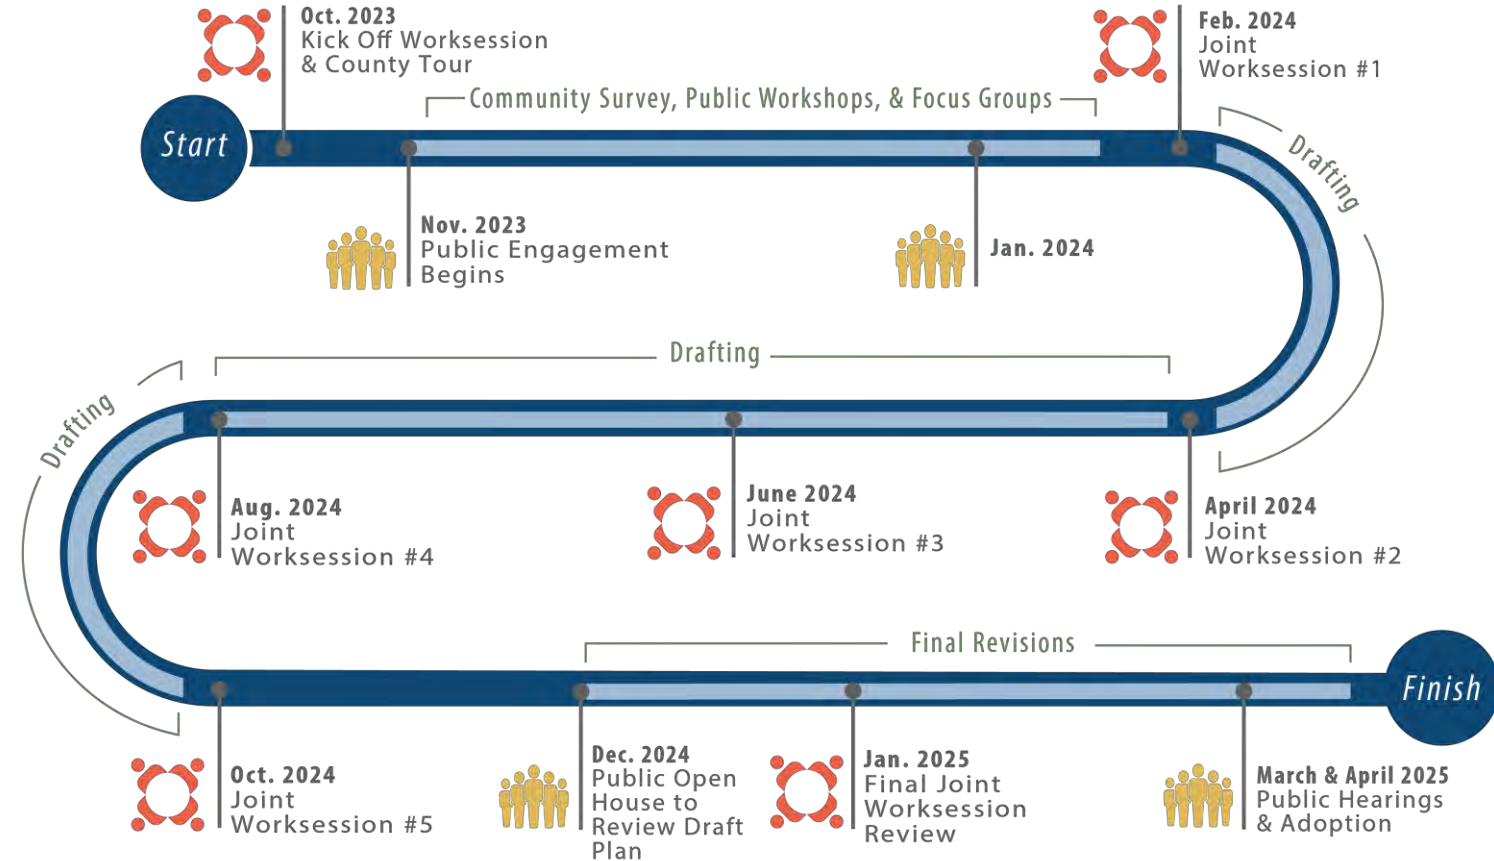 Oct. 2023
Kick Off Worksession
& County Tour
Feb. 2024
Joint
Worksession #1
Community Survey, Public Workshops, & Focus Groups
Start
Drafting
Nov. 2023
Public Engagement
Begins
Jan. 2024
Drafting
Drafting
Aug. 2024
Joint
Worksession #4
June 2024
Joint
Worksession #3
April 2024
Joint
Worksession #2
Final Revisions
Finish
Oct. 2024
Joint
Worksession #5
Dec. 2024
Public Open
House to
Review Draft
Plan
Jan. 2025
Final Joint
Worksession
Review
March & April 2025
Public Hearings
& Adoption